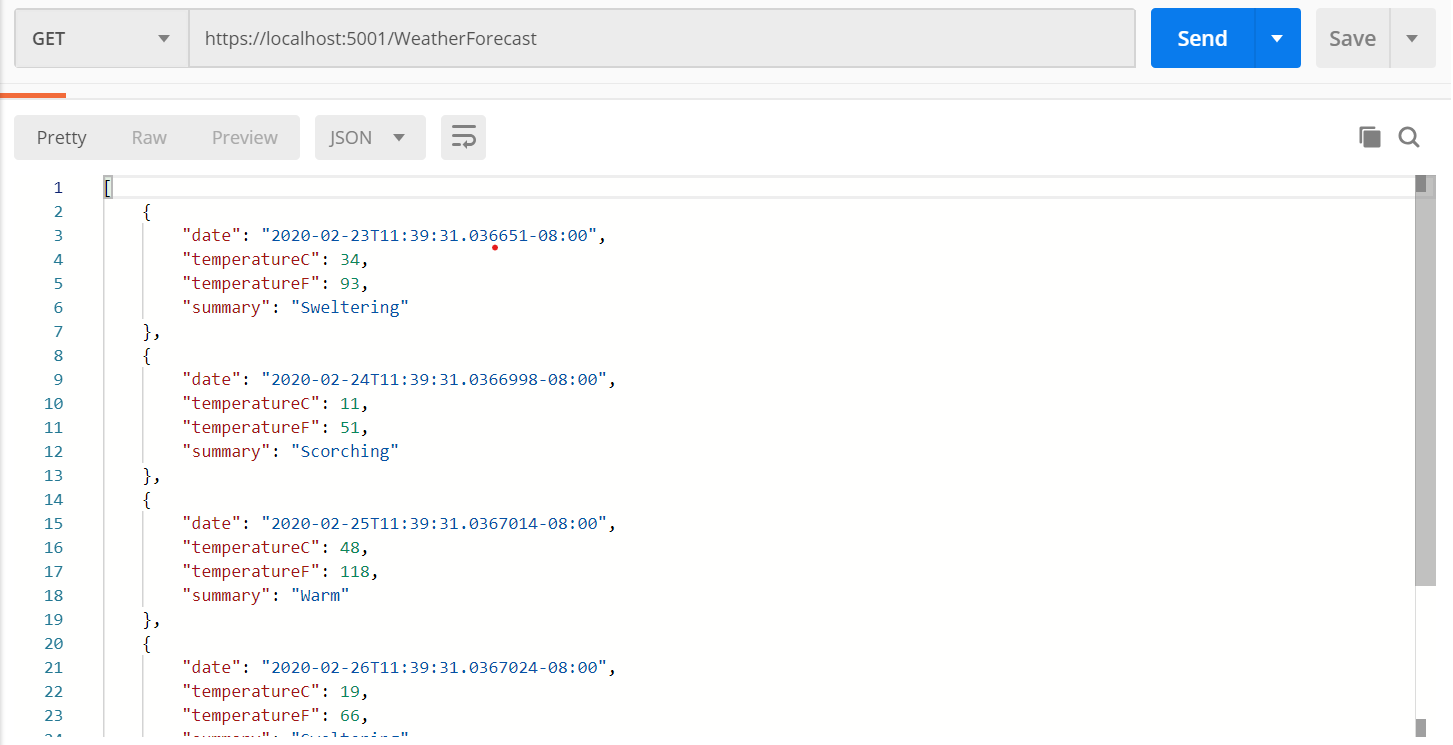 GET https://localhost:5001/WeatherForecast Send Save
Pretty Raw Preview JSON
1 [
2 {
3 "date": "2020-02-23T11:39:31.036651-08:00",
4 "temperatureC": 34,
5 "temperatureF": 93,
6 "summary": "Sweltering"
7 },
8 {
9 "date": "2020-02-24T11:39:31.0366998-08:00",
10 "temperatureC": 11,
11 "temperatureF": 51,
12 "summary": "Scorching"
13 },
14 {
15 "date": "2020-02-25T11:39:31.0367014-08:00",
16 "temperatureC": 48,
17 "temperatureF": 118,
18 "summary": "Warm"
19 },
20 {
21 "date": "2020-02-26T11:39:31.0367024-08:00",
22 "temperatureC": 19,
23 "temperatureF": 66,
24 "summary": "Sweltering"